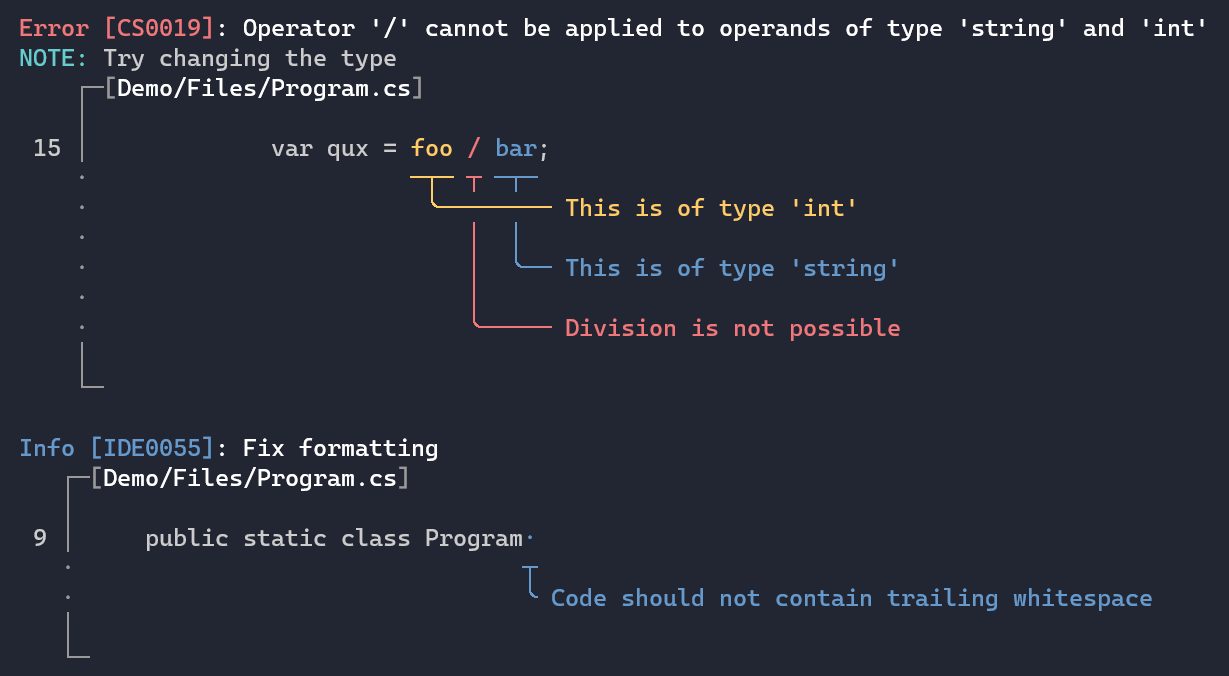 Error [CS0019]: Operator '/' cannot be applied to operands of type 'string' and 'int'
NOTE: Try changing the type
[Demo/Files/Program.cs]
15 var qux = foo / bar;
This is of type 'int'
This is of type 'string'
Division is not possible
Info [IDE0055]: Fix formatting
[Demo/Files/Program.cs]
9 public static class Program·
Code should not contain trailing whitespace